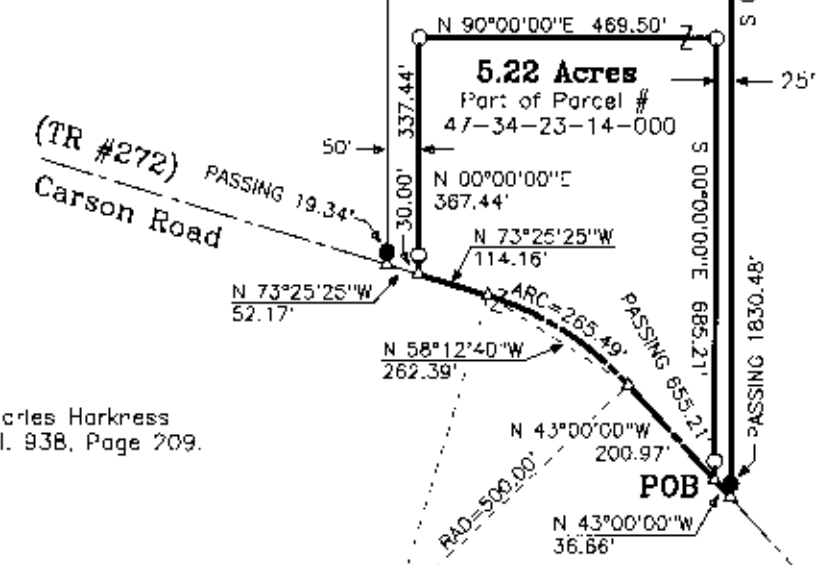 S 0
N 90°00'00"E 469.50'
5.22 Acres
Part of Parcel #
47-34-23-14-000
25'
50'
337.44'
30.00'
N 00°00'00"E
367.44'
(TR #272)
Carson Road
PASSING 19.34'
N 73°25'25"W
114.16'
N 73°25'25"W
52.17'
ARC=265.49'
N 58°12'40"W
262.39'
PASSING 655.21'
S 00°00'00"E 685.21'
PASSING 1830.48'
arles Harkness
l. 938, Page 209.
N 43°00'00"W
200.97'
POB
RAD=500.00'
N 43°00'00"W
36.66'